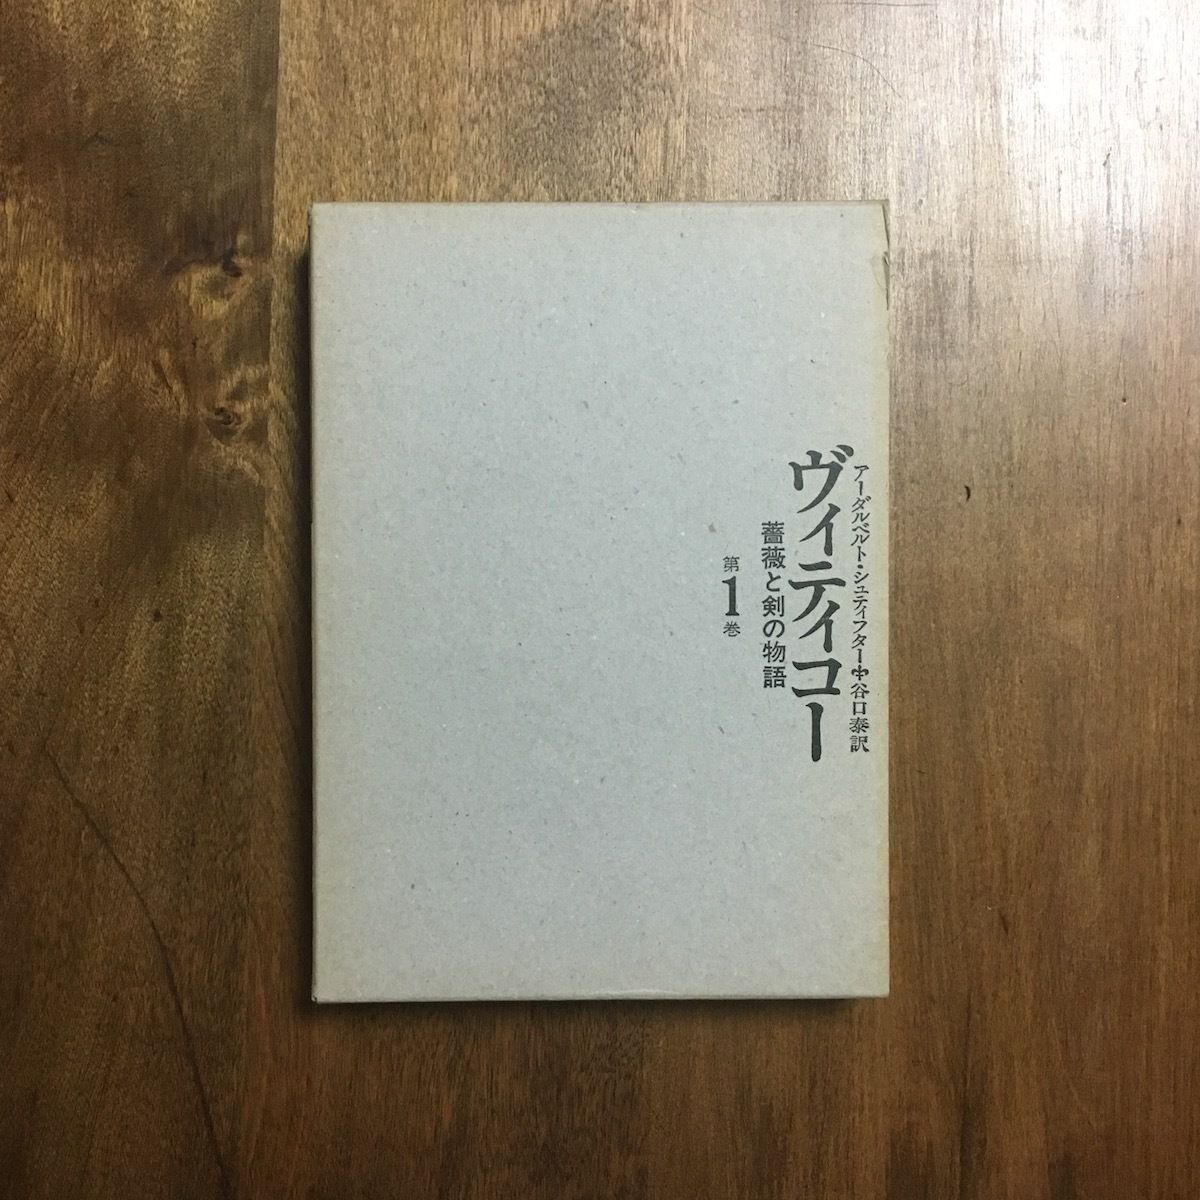 アーダルベルト・シュティフター✣谷口泰訳
ヴィティコー
薔薇と剣の物語
第1巻